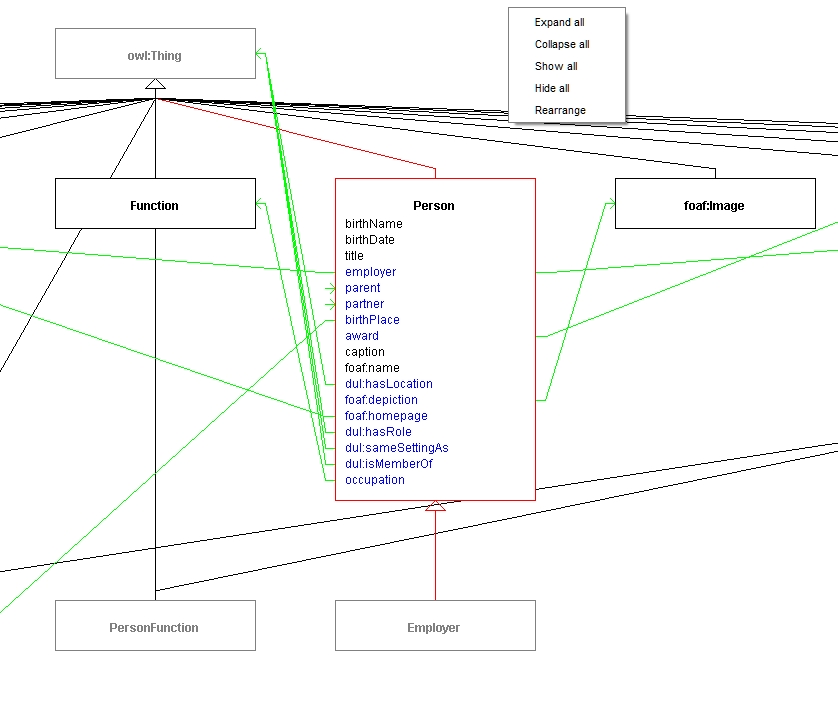 Expand all
Collapse all
Show all
Hide all
Rearrange
owl:Thing
Function
Person
foaf:Image
birthName
birthDate
title
employer
parent
partner
birthPlace
award
caption
foaf:name
dul:hasLocation
foaf:depiction
foaf:homepage
dul:hasRole
dul:sameSettingAs
dul:isMemberOf
occupation
PersonFunction
Employer